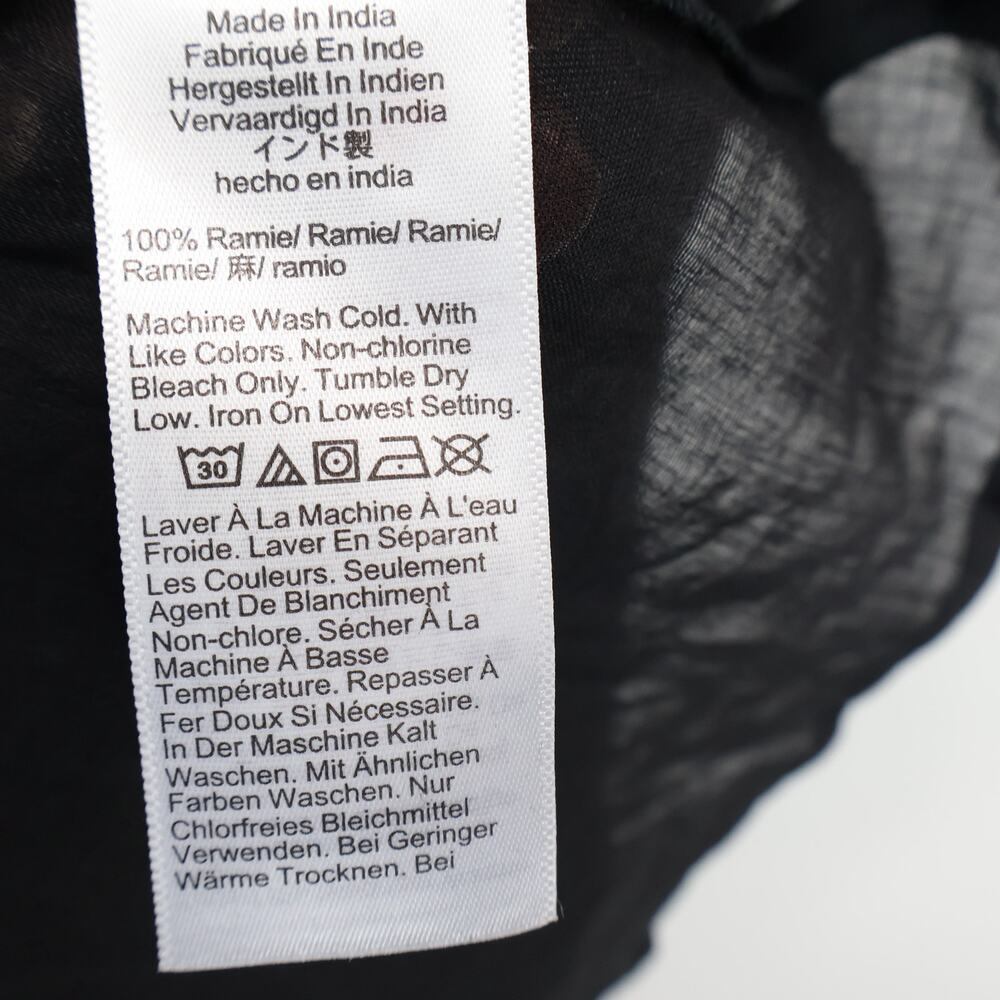 Made In India
Fabriqué En Inde
Hergestellt In Indien
Vervaardigd In India
インド製
hecho en india
100% Ramie/ Ramie/ Ramie/
Ramie/ 麻/ ramio
Machine Wash Cold. With
Like Colors. Non-chlorine
Bleach Only. Tumble Dry
Low. Iron On Lowest Setting.
30
Laver À La Machine À L'eau
Froide. Laver En Séparant
Les Couleurs. Seulement
Agent De Blanchiment
Non-chlore. Sécher À La
Machine À Basse
Température. Repasser À
Fer Doux Si Nécessaire.
In Der Maschine Kalt
Waschen. Mit Ähnlichen
Farben Waschen. Nur
Chlorfreies Bleichmittel
Verwenden. Bei Geringer
Wärme Trocknen. Bei